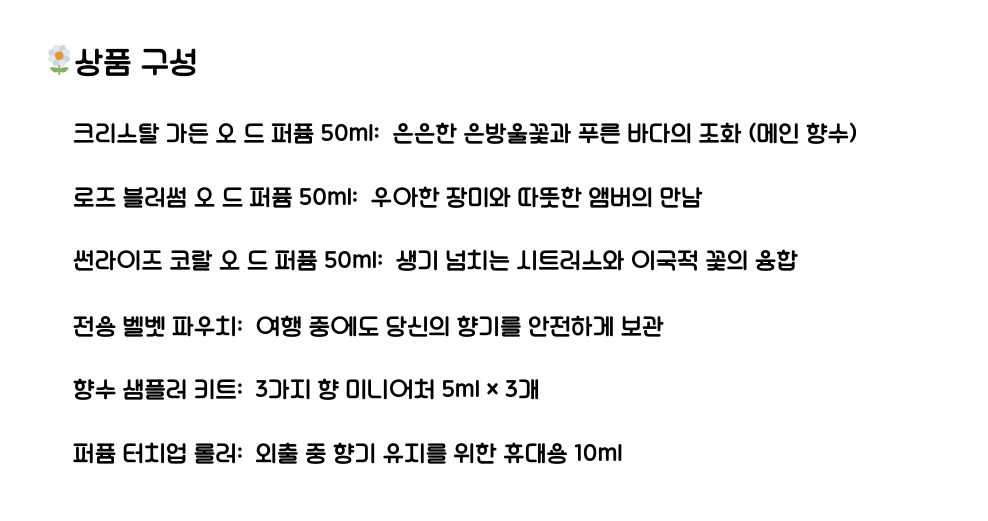 🌼상품 구성
크리스탈 가든 오 드 퍼퓸 50ml: 은은한 은방울꽃과 푸른 바다의 조화 (메인 향수)
로즈 블러썸 오 드 퍼퓸 50ml: 우아한 장미와 따뜻한 앰버의 만남
썬라이즈 코랄 오 드 퍼퓸 50ml: 생기 넘치는 시트러스와 이국적 꽃의 융합
전용 벨벳 파우치: 여행 중에도 당신의 향기를 안전하게 보관
향수 샘플러 키트: 3가지 향 미니어처 5ml × 3개
퍼퓸 터치업 롤러: 외출 중 향기 유지를 위한 휴대용 10ml